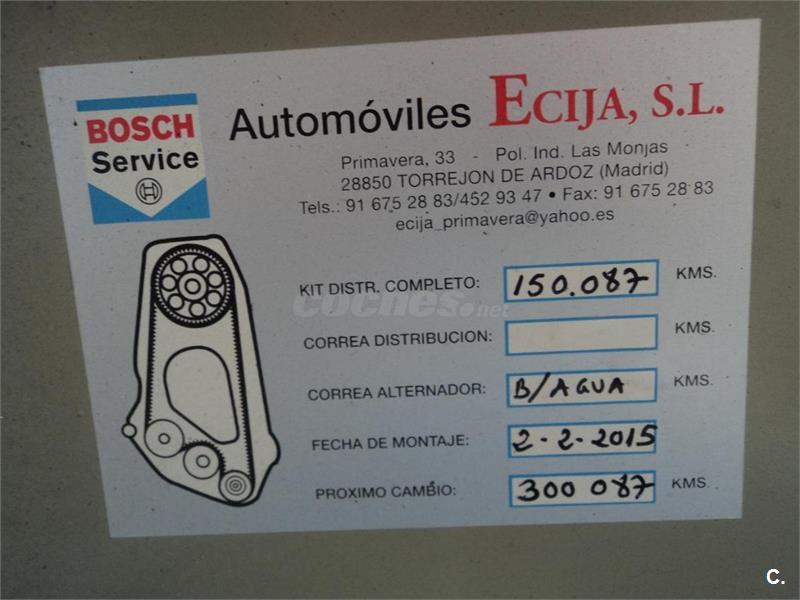 BOSCH
Service
Automóviles ECIJA, S.L.
Primavera, 33 - Pol. Ind. Las Monjas
28850 TORREJON DE ARDOZ (Madrid)
Tels.: 91 675 28 83/452 93 47 • Fax: 91 675 28 83
ecija_primavera@yahoo.es
KIT DISTR. COMPLETO: 150.087 KMS.
coches.net
CORREA DISTRIBUCION: KMS.
CORREA ALTERNADOR: B/AGUA KMS.
FECHA DE MONTAJE: 2-2-2015
PROXIMO CAMBIO: 300 087 KMS.
C.